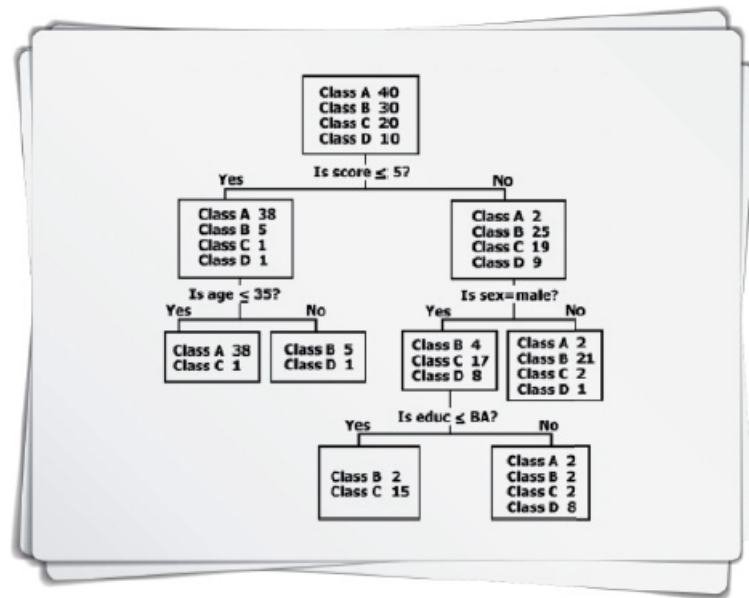 Class A 40
Class B 30
Class C 20
Class D 10
Is score ≤ 5?
Yes
No
Class A 38
Class B 5
Class C 1
Class D 1
Class A 2
Class B 25
Class C 19
Class D 9
Is age ≤ 35?
Is sex=male?
Yes
No
Yes
No
Class A 38
Class C 1
Class B 5
Class D 1
Class B 4
Class C 17
Class D 8
Class A 2
Class B 21
Class C 2
Class D 1
Is educ ≤ BA?
Yes
No
Class B 2
Class C 15
Class A 2
Class B 2
Class C 2
Class D 8